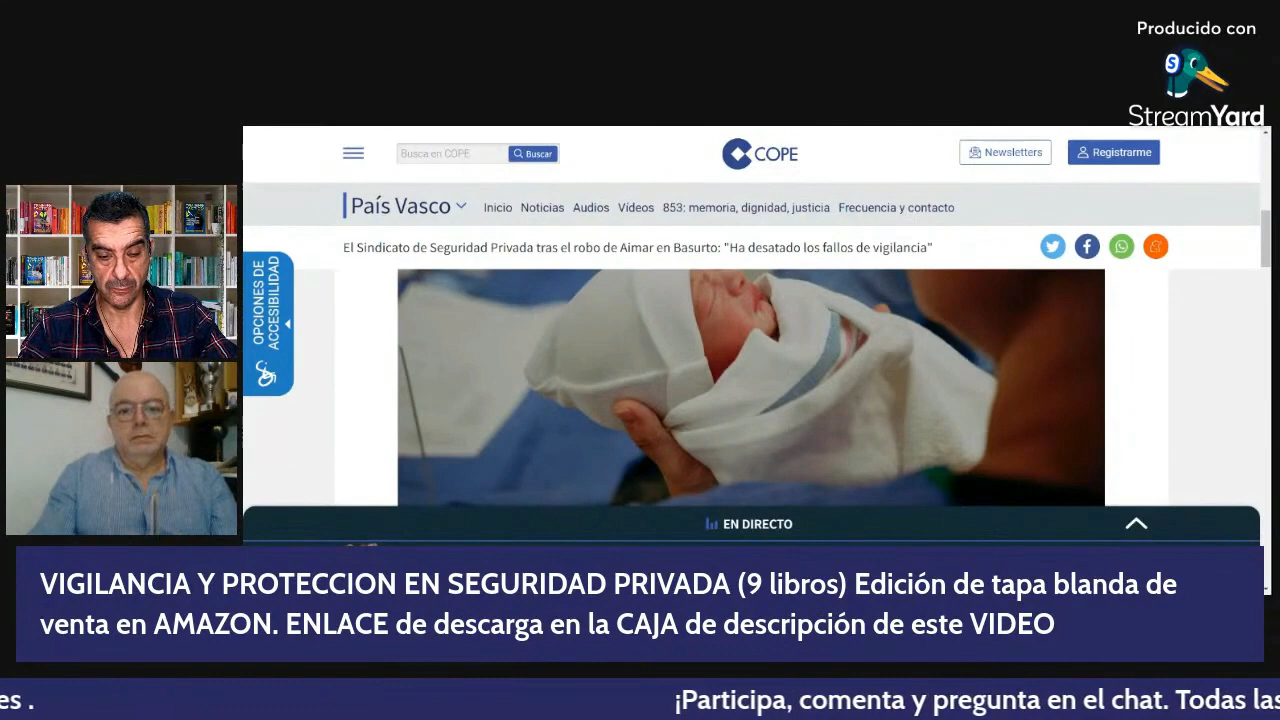 Producido con
StreamYard
Busca en COPE
Buscar
COPE
Newsletters
Registrarme
País Vasco
Inicio Noticias Audios Vídeos 853: memoria, dignidad, justicia Frecuencia y contacto
El Sindicato de Seguridad Privada tras el robo de Aimar en Basurto: "Ha desatado los fallos de vigilancia"
OPCIONES DE
ACCESIBILIDAD
EN DIRECTO
VIGILANCIA Y PROTECCION EN SEGURIDAD PRIVADA (9 libros) Edición de tapa blanda de
venta en AMAZON. ENLACE de descarga en la CAJA de descripción de este VIDEO
es . ¡Participa, comenta y pregunta en el chat. Todas las